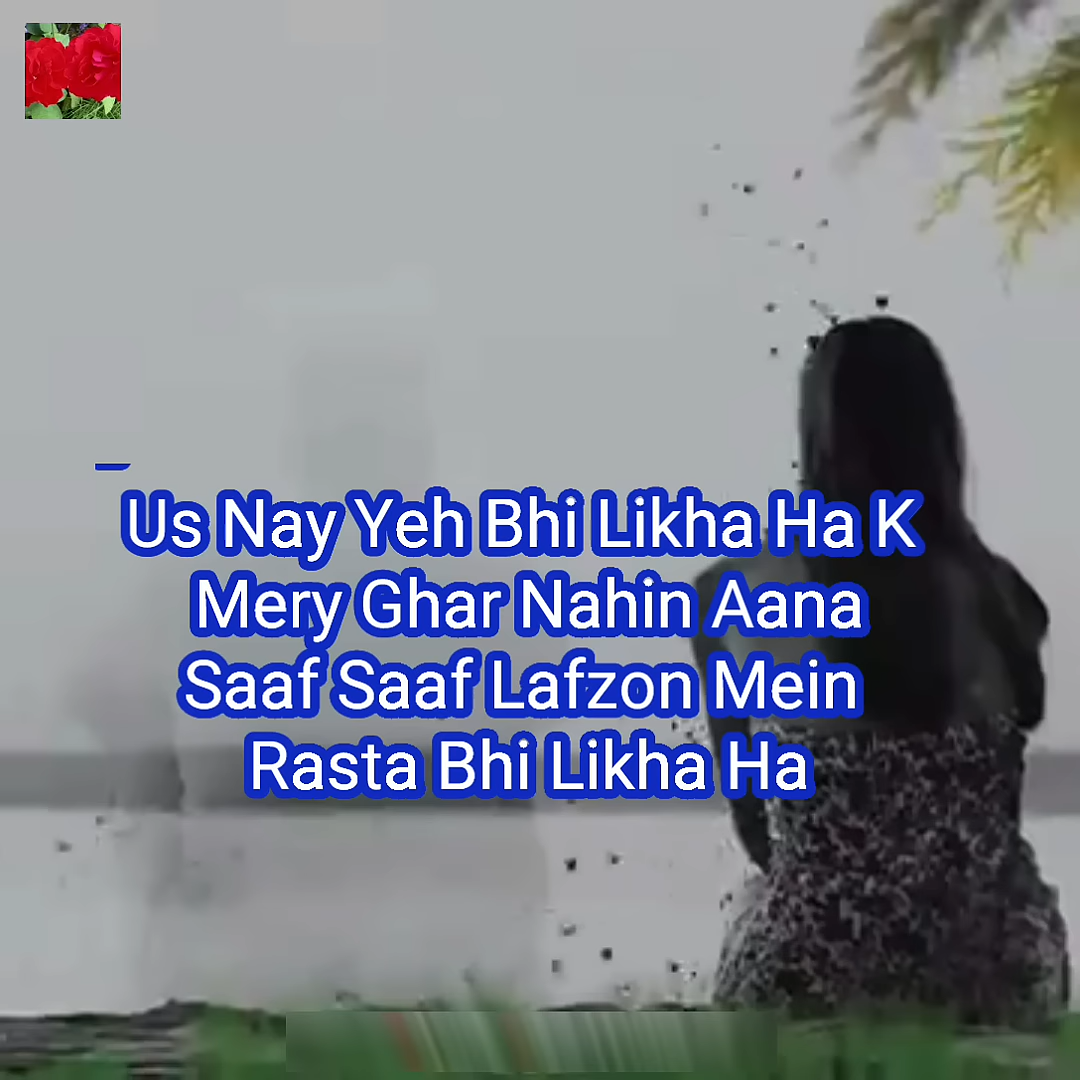 Us Nay Yeh Bhi Likha Ha K
Mery Ghar Nahin Aana
Saaf Saaf Lafzon Mein
Rasta Bhi Likha Ha